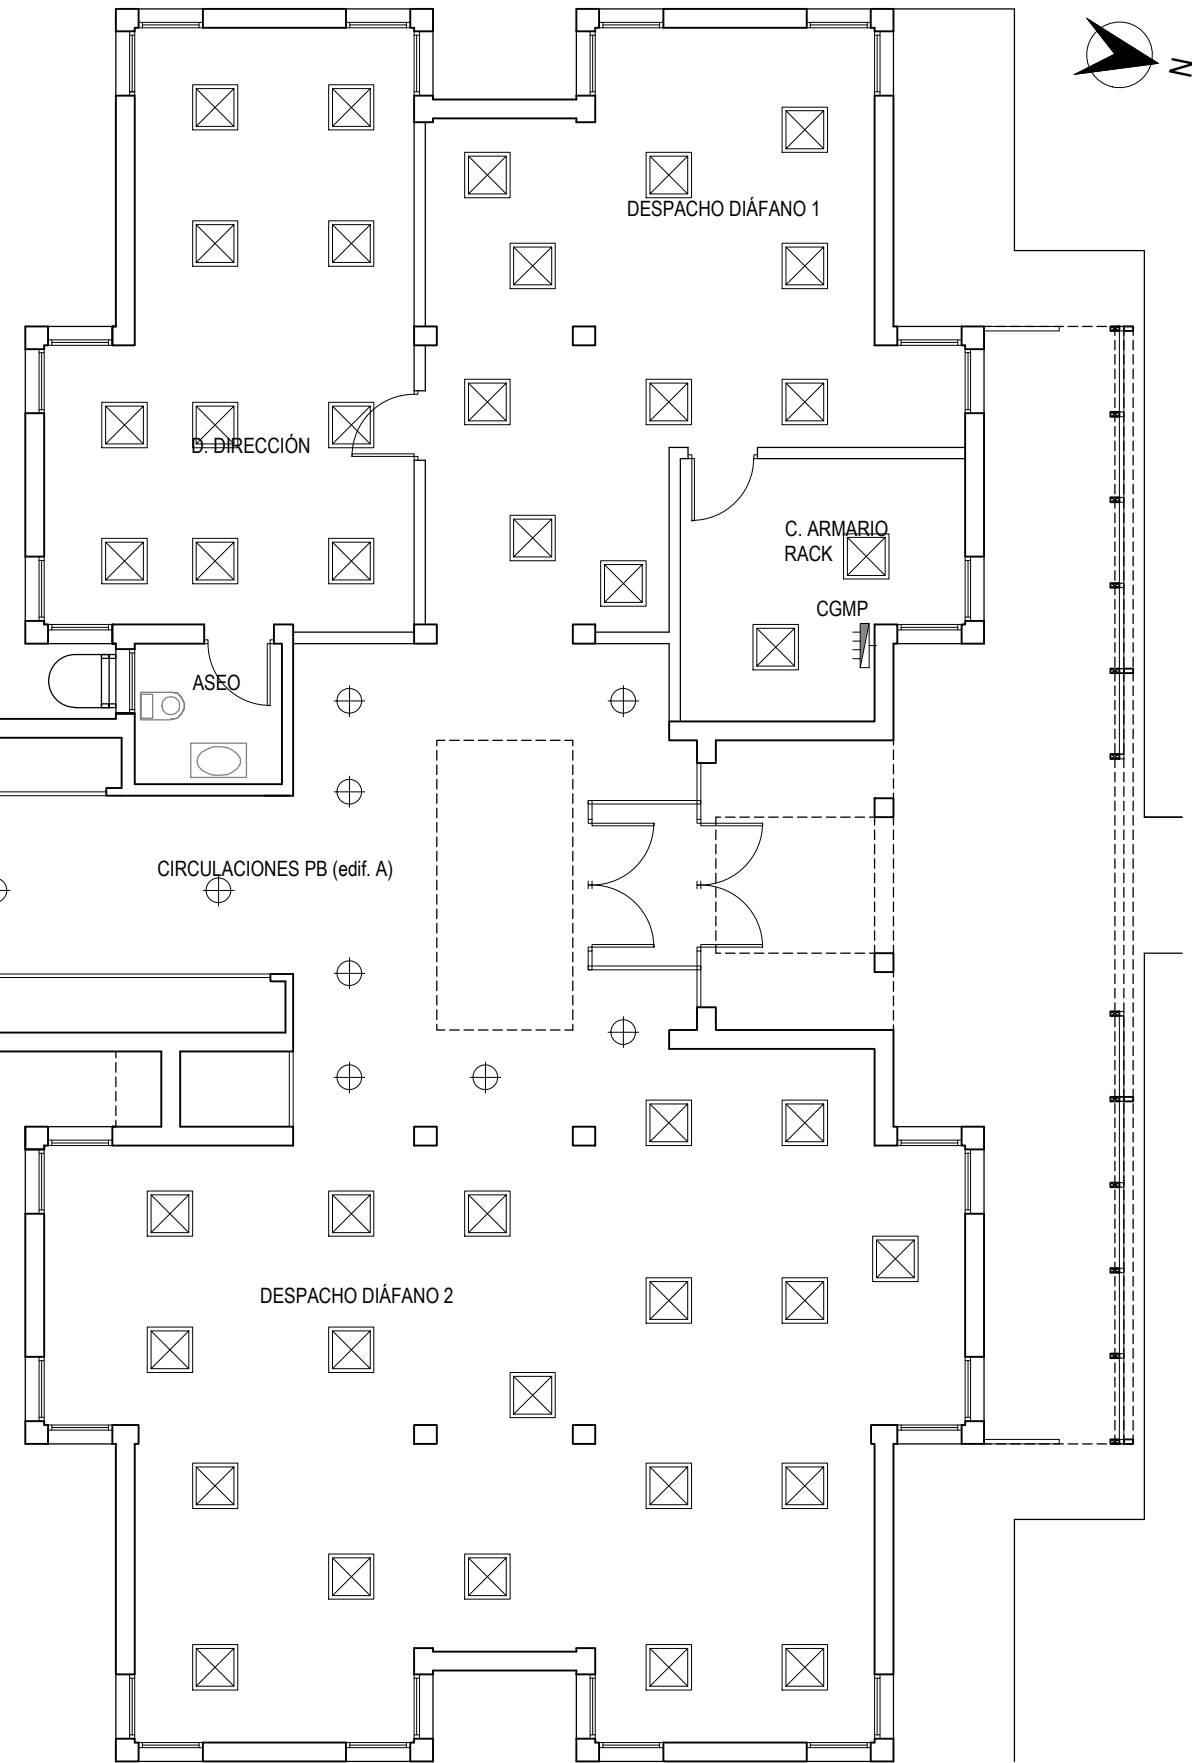 N
DESPACHO DIÁFANO 1
D. DIRECCIÓN
C. ARMARIO
RACK
CGMP
ASEO
CIRCULACIONES PB (edif. A)
DESPACHO DIÁFANO 2